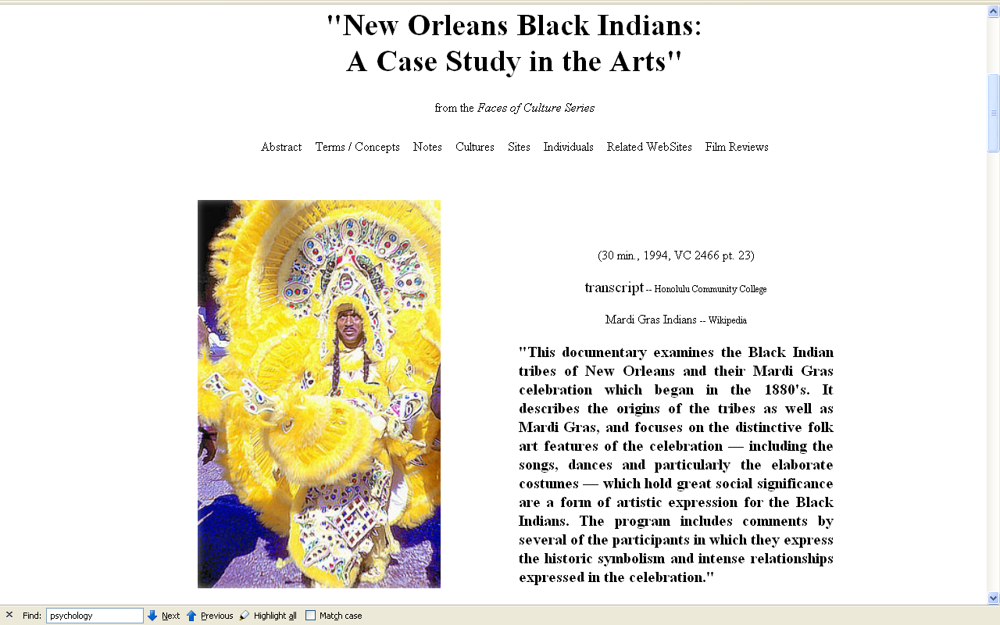 "New Orleans Black Indians:
A Case Study in the Arts"
from the Faces of Culture Series
Abstract Terms / Concepts Notes Cultures Sites Individuals Related WebSites Film Reviews
(30 min., 1994, VC 2466 pt. 23)
transcript -- Honolulu Community College
Mardi Gras Indians -- Wikipedia
"This documentary examines the Black Indian
tribes of New Orleans and their Mardi Gras
celebration which began in the 1880's. It
describes the origins of the tribes as well as
Mardi Gras, and focuses on the distinctive folk
art features of the celebration — including the
songs, dances and particularly the elaborate
costumes — which hold great social significance
are a form of artistic expression for the Black
Indians. The program includes comments by
several of the participants in which they express
the historic symbolism and intense relationships
expressed in the celebration."
Find: psychology Next Previous Highlight all Match case